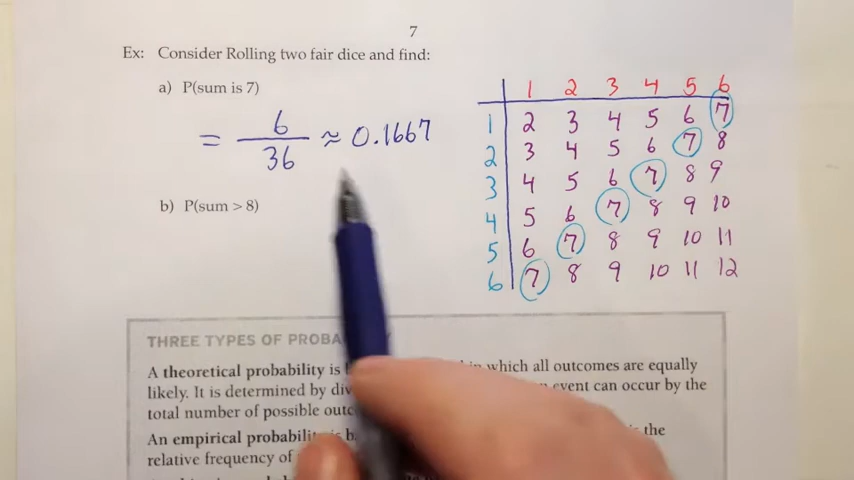 7
Ex: Consider Rolling two fair dice and find:
a) P(sum is 7)
= 6/36 ≈ 0.1667
b) P(sum > 8)
1 2 3 4 5 6
1 2 3 4 5 6 7
2 3 4 5 6 7 8
3 4 5 6 7 8 9
4 5 6 7 8 9 10
5 6 7 8 9 10 11
6 7 8 9 10 11 12
THREE TYPES OF PROBA
A theoretical probability is which all outcomes are equally
likely. It is determined by event can occur by the
total number of possible
An empirical the
relative frequency of